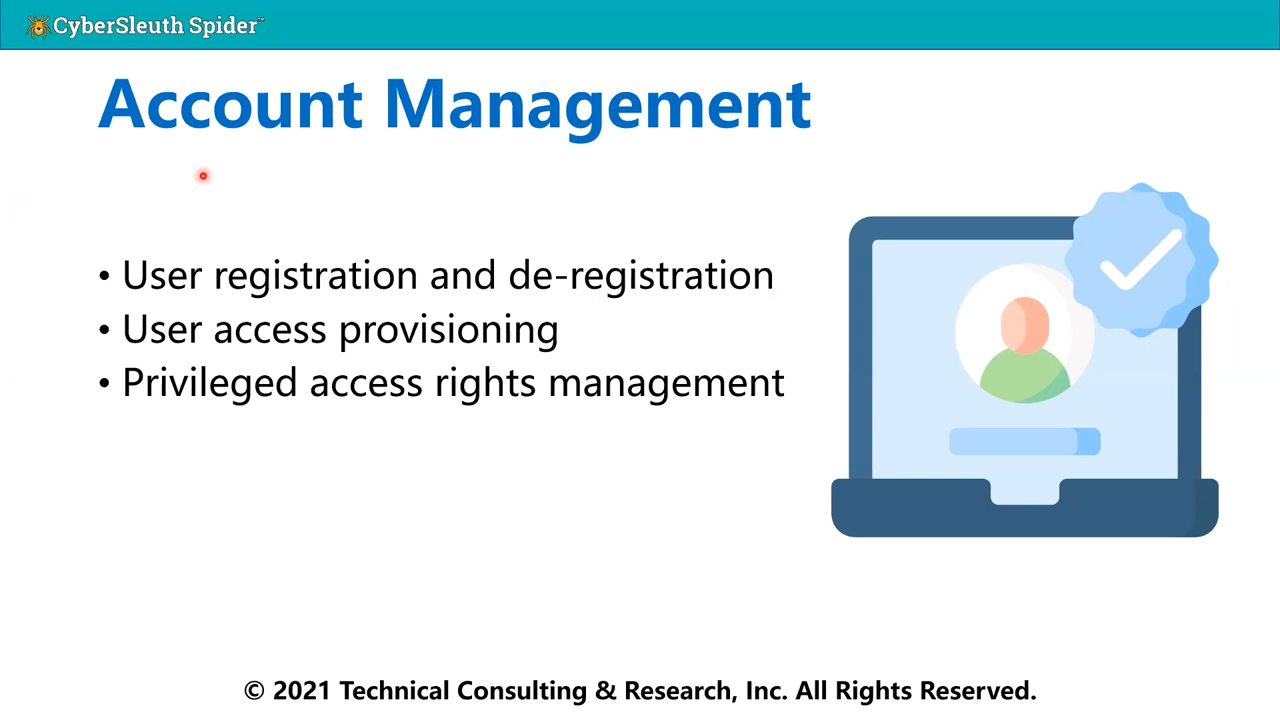 CyberSleuth Spider™
Account Management
• User registration and de-registration
• User access provisioning
• Privileged access rights management
© 2021 Technical Consulting & Research, Inc. All Rights Reserved.